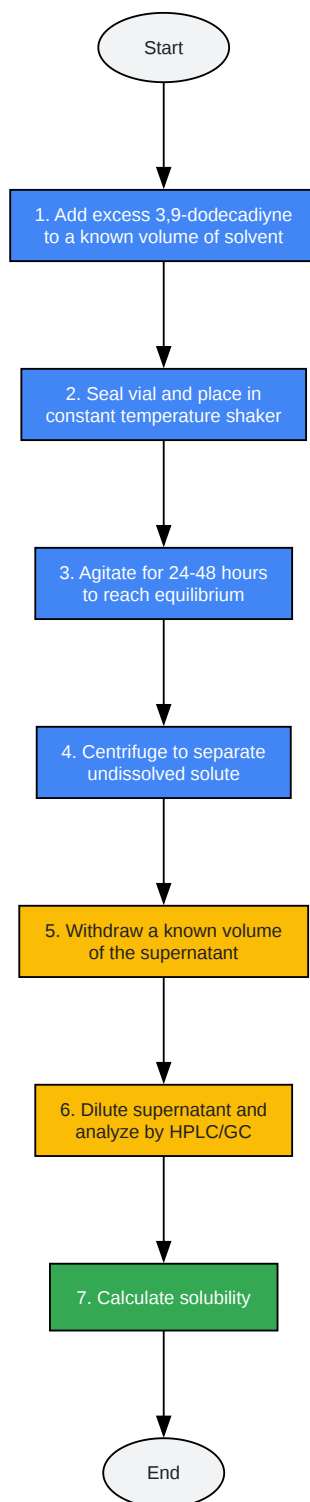 Start
1. Add excess 3,9-dodecadiyne
to a known volume of solvent
2. Seal vial and place in
constant temperature shaker
3. Agitate for 24-48 hours
to reach equilibrium
4. Centrifuge to separate
undissolved solute
5. Withdraw a known volume
of the supernatant
6. Dilute supernatant and
analyze by HPLC/GC
7. Calculate solubility
End